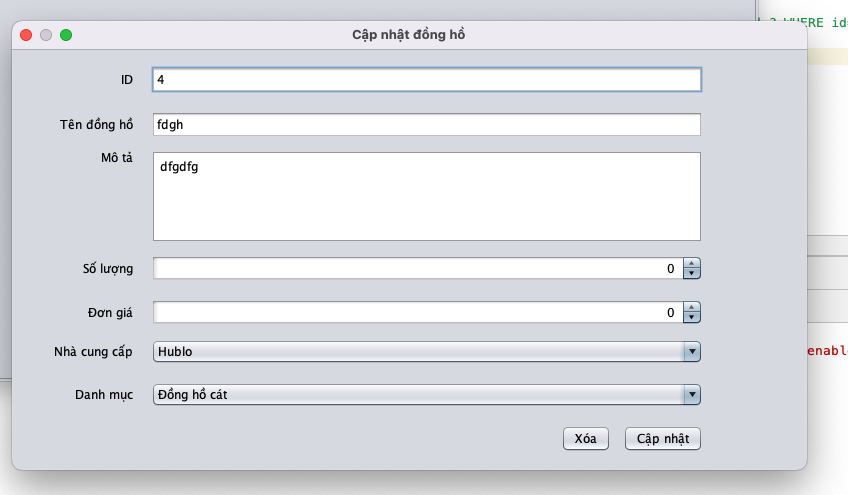 ? WHERE id=
Cập nhật đồng hồ
ID 4
Tên đồng hồ fdgh
Mô tả dfgdfg
Số lượng 0
Đơn giá 0
enabl
Nhà cung cấp Hublo
Danh mục Đồng hồ cát
Xóa Cập nhật